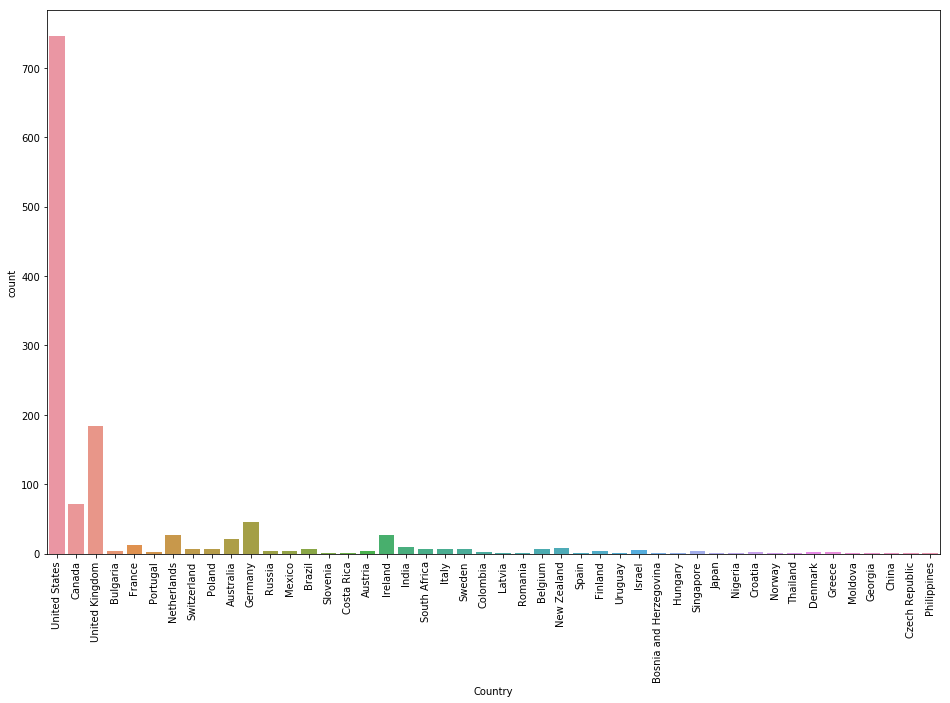 700
600
500
400
300
200
100
0
count
United States
Canada
United Kingdom
Bulgaria
France
Portugal
Netherlands
Switzerland
Poland
Australia
Germany
Russia
Mexico
Brazil
Slovenia
Costa Rica
Austria
Ireland
India
South Africa
Italy
Sweden
Colombia
Latvia
Romania
Belgium
New Zealand
Spain
Finland
Uruguay
Israel
Bosnia and Herzegovina
Hungary
Singapore
Japan
Nigeria
Croatia
Norway
Thailand
Denmark
Greece
Moldova
Georgia
China
Czech Republic
Philippines
Country